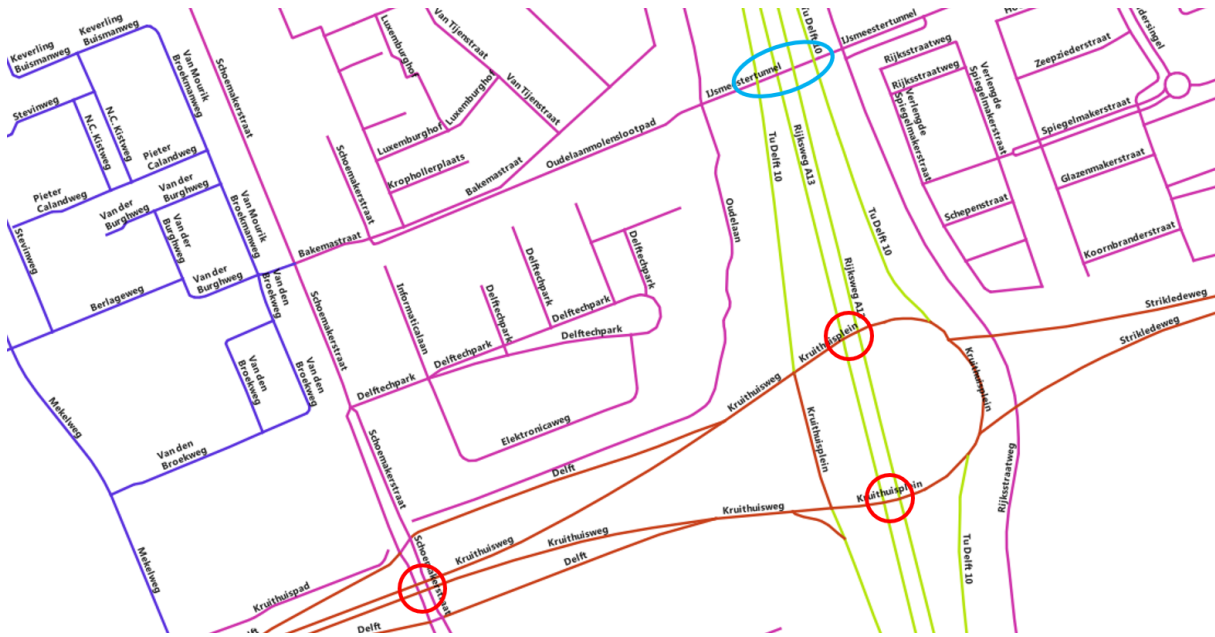 Keverling
Buismanweg
Keverling
Buismanweg
Van Mourik
Broekmanweg
Schoemakerstraat
Luxemburghof
Van Tijenstraat
Tu Delft 10
IJsmeestertunnel
Rijksstraatweg
Zeepziederstraat
Stevinweg
N.C. Kistweg
N.C. Kistweg
Luxemburghof
Van Tijenstraat
IJsmeestertunnel
Rijksstraatweg
Verlengde
Spiegelmakerstraat
Verlengde
Spiegelmakerstraat
Spiegelmakerstraat
Pieter
Calandweg
Luxemburghof
Oudelaanmolenslootpad
Tu Delft 10
Rijksweg A13
Glazenmakerstraat
Pieter
Calandweg
Van der
Burghweg
Van der
Burghweg
Schoemakerstraat
Krophollerplaats
Bakemastraat
Oudelaan
Tu Delft 10
Schepenstraat
Koornbranderstraat
Stevinweg
Van der
Burghweg
Van Mourik
Broekmanweg
Bakemastraat
Delftechpark
Delftechpark
Van der
Burghweg
Van den
Broekweg
Berlageweg
Schoemakerstraat
Informaticalaan
Delftechpark
Delftechpark
Delftechpark
Rijksweg A13
Strikledeweg
Strikledeweg
Van den
Broekweg
Van den
Broekweg
Delftechpark
Delftechpark
Kruithuisplein
Kruithuisplein
Kruithuisweg
Mekelweg
Elektronicaweg
Kruithuisplein
Van den
Broekweg
Schoemakerstraat
Delft
Rijksstraatweg
Kruithuisplein
Kruithuisweg
Kruithuisweg
Kruithuisweg
Mekelweg
Schoemakerstraat
Delft
Tu Delft 10
Kruithuispad
Delft